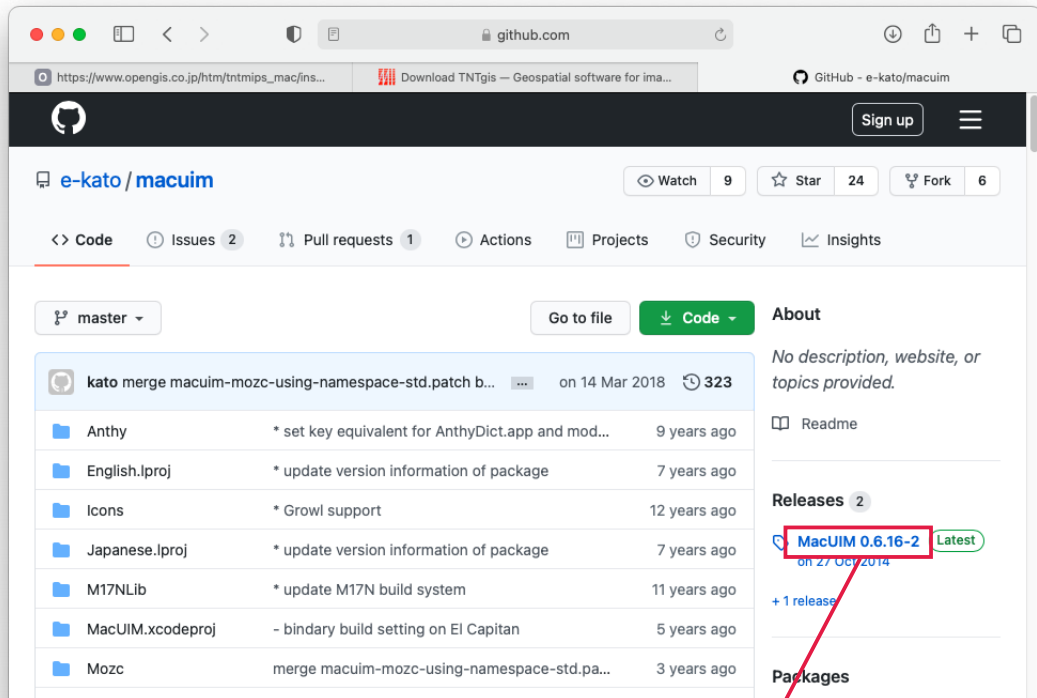 github.com
https://www.opengis.co.jp/htm/tntmips_mac/ins...
Download TNTgis — Geospatial software for ima...
GitHub - e-kato/macuim
Sign up
e-kato / macuim
Watch 9
Star 24
Fork 6
Code
Issues 2
Pull requests 1
Actions
Projects
Security
Insights
master
Go to file
Code
kato merge macuim-mozc-using-namespace-std.patch b... ... on 14 Mar 2018 323
Anthy * set key equivalent for AnthyDict.app and mod... 9 years ago
English.lproj * update version information of package 7 years ago
Icons * Growl support 12 years ago
Japanese.lproj * update version information of package 7 years ago
M17NLib * update M17N build system 11 years ago
MacUIM.xcodeproj - bindary build setting on El Capitan 5 years ago
Mozc merge macuim-mozc-using-namespace-std.pa... 3 years ago
About
No description, website, or
topics provided.
Readme
Releases 2
MacUIM 0.6.16-2 Latest
on 27 Oct 2014
+ 1 release
Packages